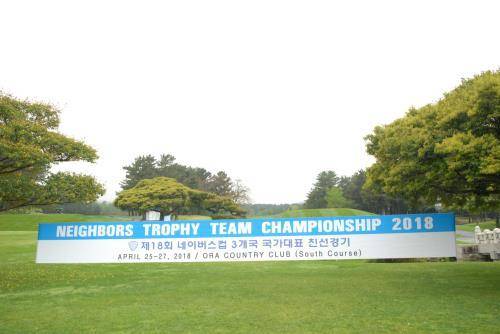 NEIGHBORS TROPHY TEAM CHAMPIONSHIP 2018
제18회 네이버스컵 3개국 국가대표 친선경기
APRIL 25-27, 2018 / ORA COUNTRY CLUB (South Course)